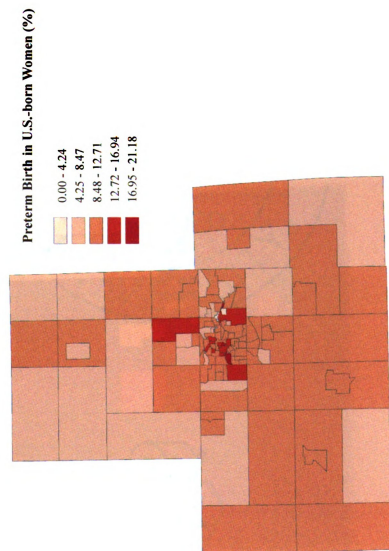 Preterm Birth in U.S.-born Women (%)
0.00 - 4.24
4.25 - 8.47
8.48 - 12.71
12.72 - 16.94
16.95 - 21.18